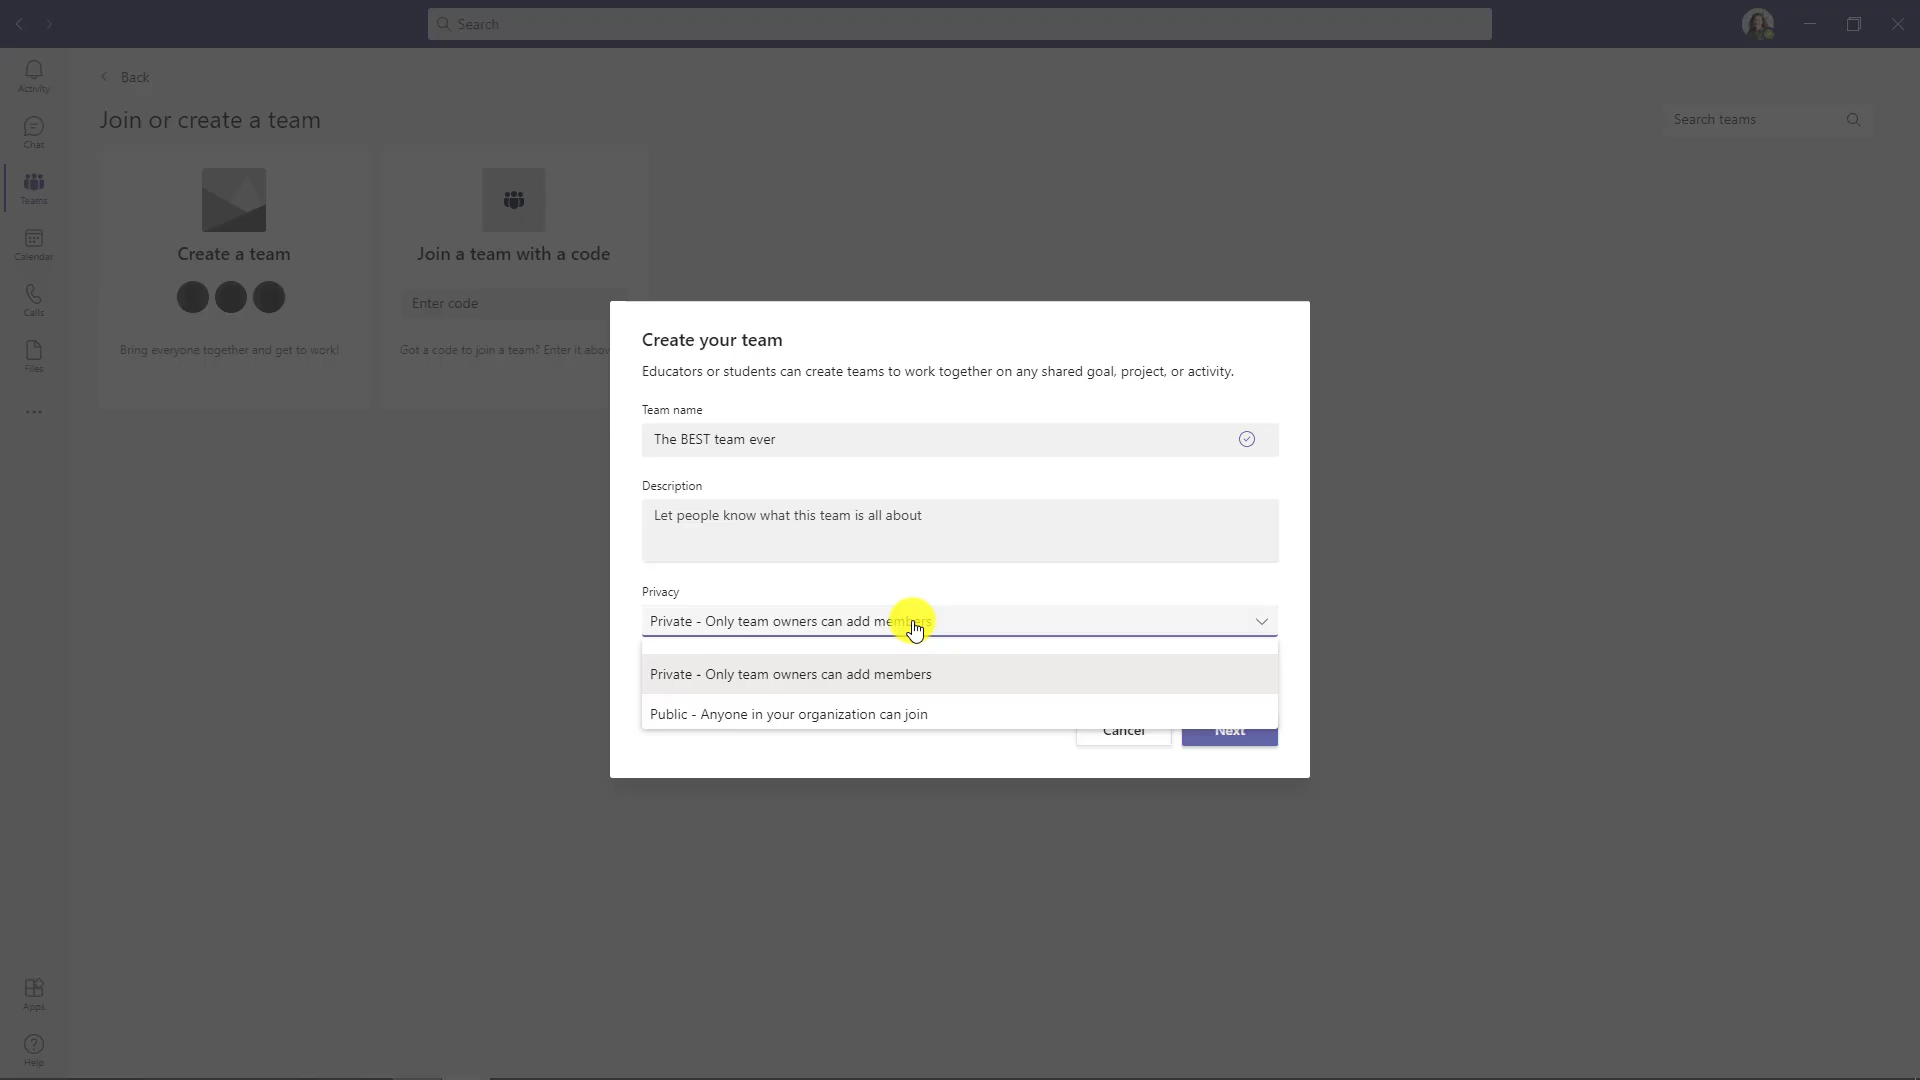 Search
Activity
Chat
Teams
Calendar
Calls
Files
Apps
Help
Back
Join or create a team
Search teams
Create a team
Bring everyone together and get to work!
Join a team with a code
Enter code
Got a code to join a team? Enter it abov
Create your team
Educators or students can create teams to work together on any shared goal, project, or activity.
Team name
The BEST team ever
Description
Let people know what this team is all about
Privacy
Private - Only team owners can add members
Private - Only team owners can add members
Public - Anyone in your organization can join
Cancel
Next